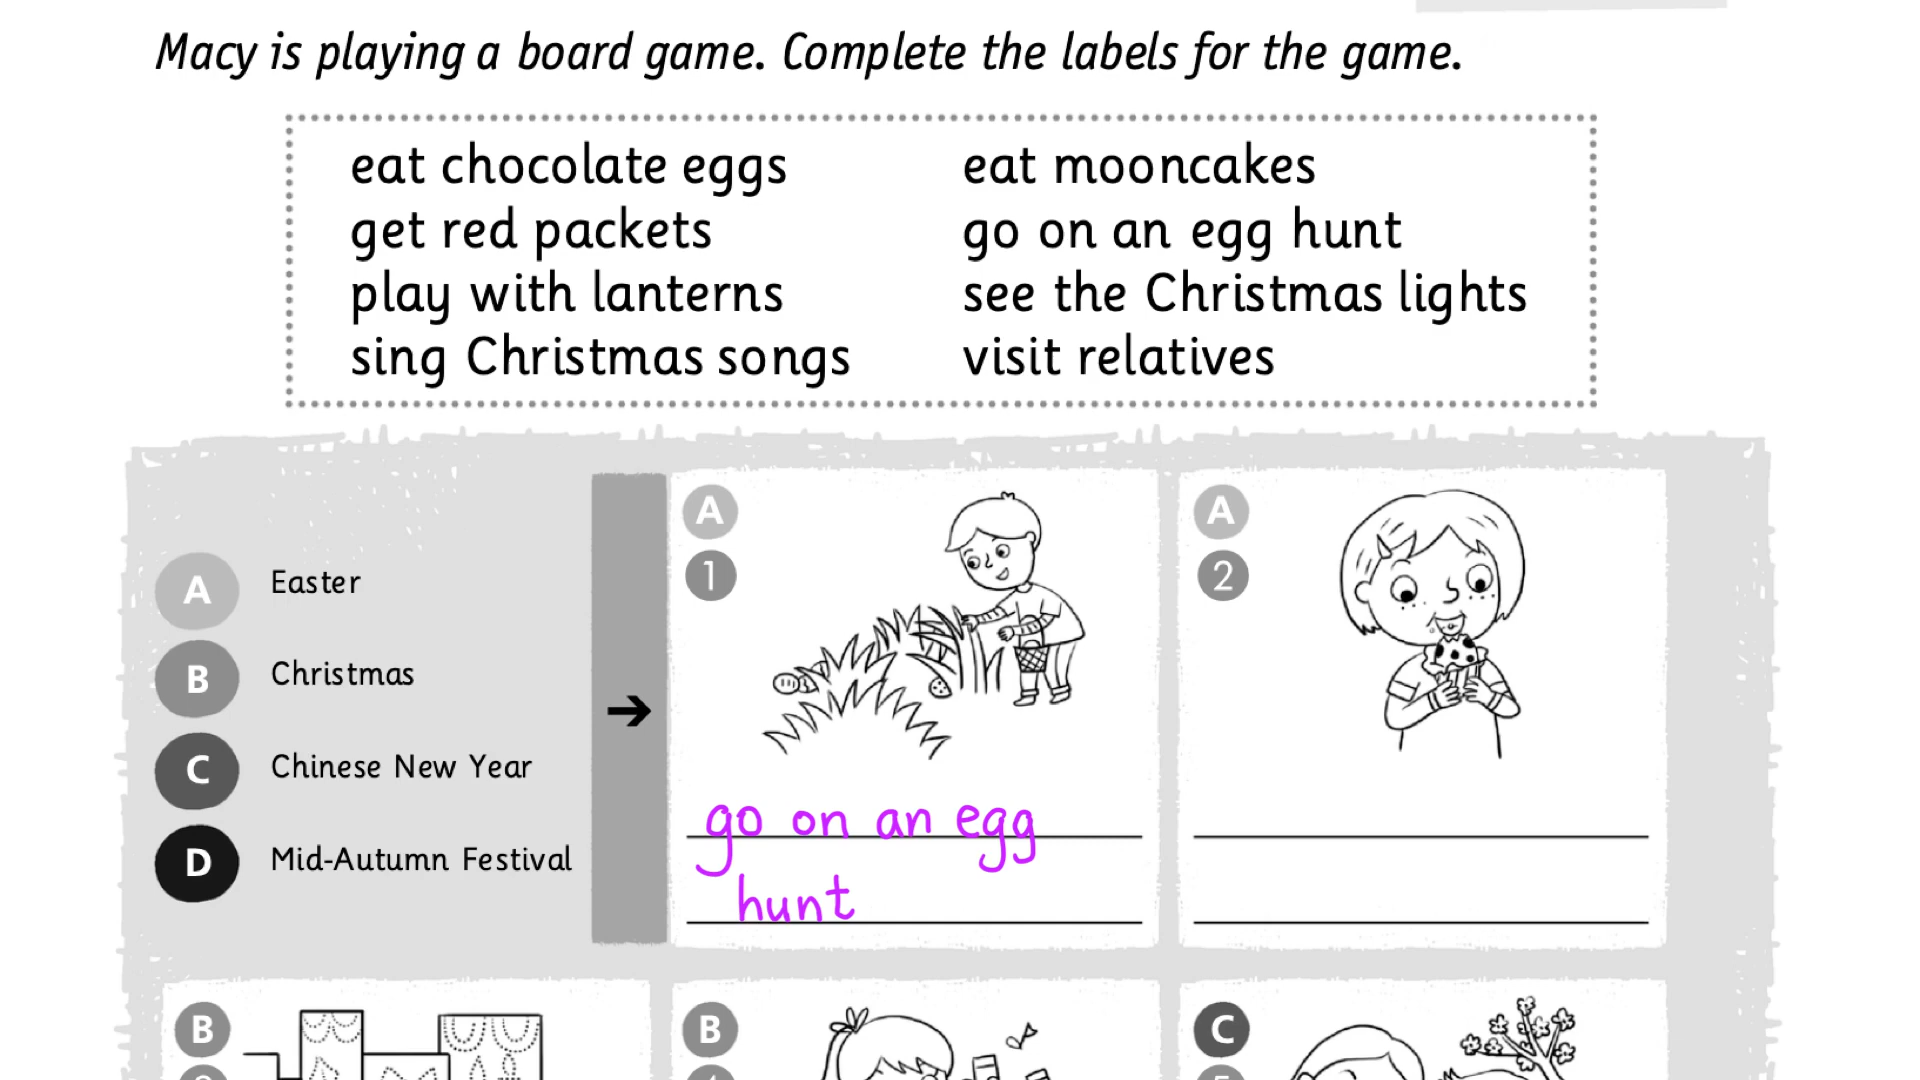 Macy is playing a board game. Complete the labels for the game.
eat chocolate eggs
eat mooncakes
get red packets
go on an egg hunt
play with lanterns
see the Christmas lights
sing Christmas songs
visit relatives
A Easter
B Christmas
C Chinese New Year
D Mid-Autumn Festival
A
1
go on an egg
hunt
A
2
B
B
C